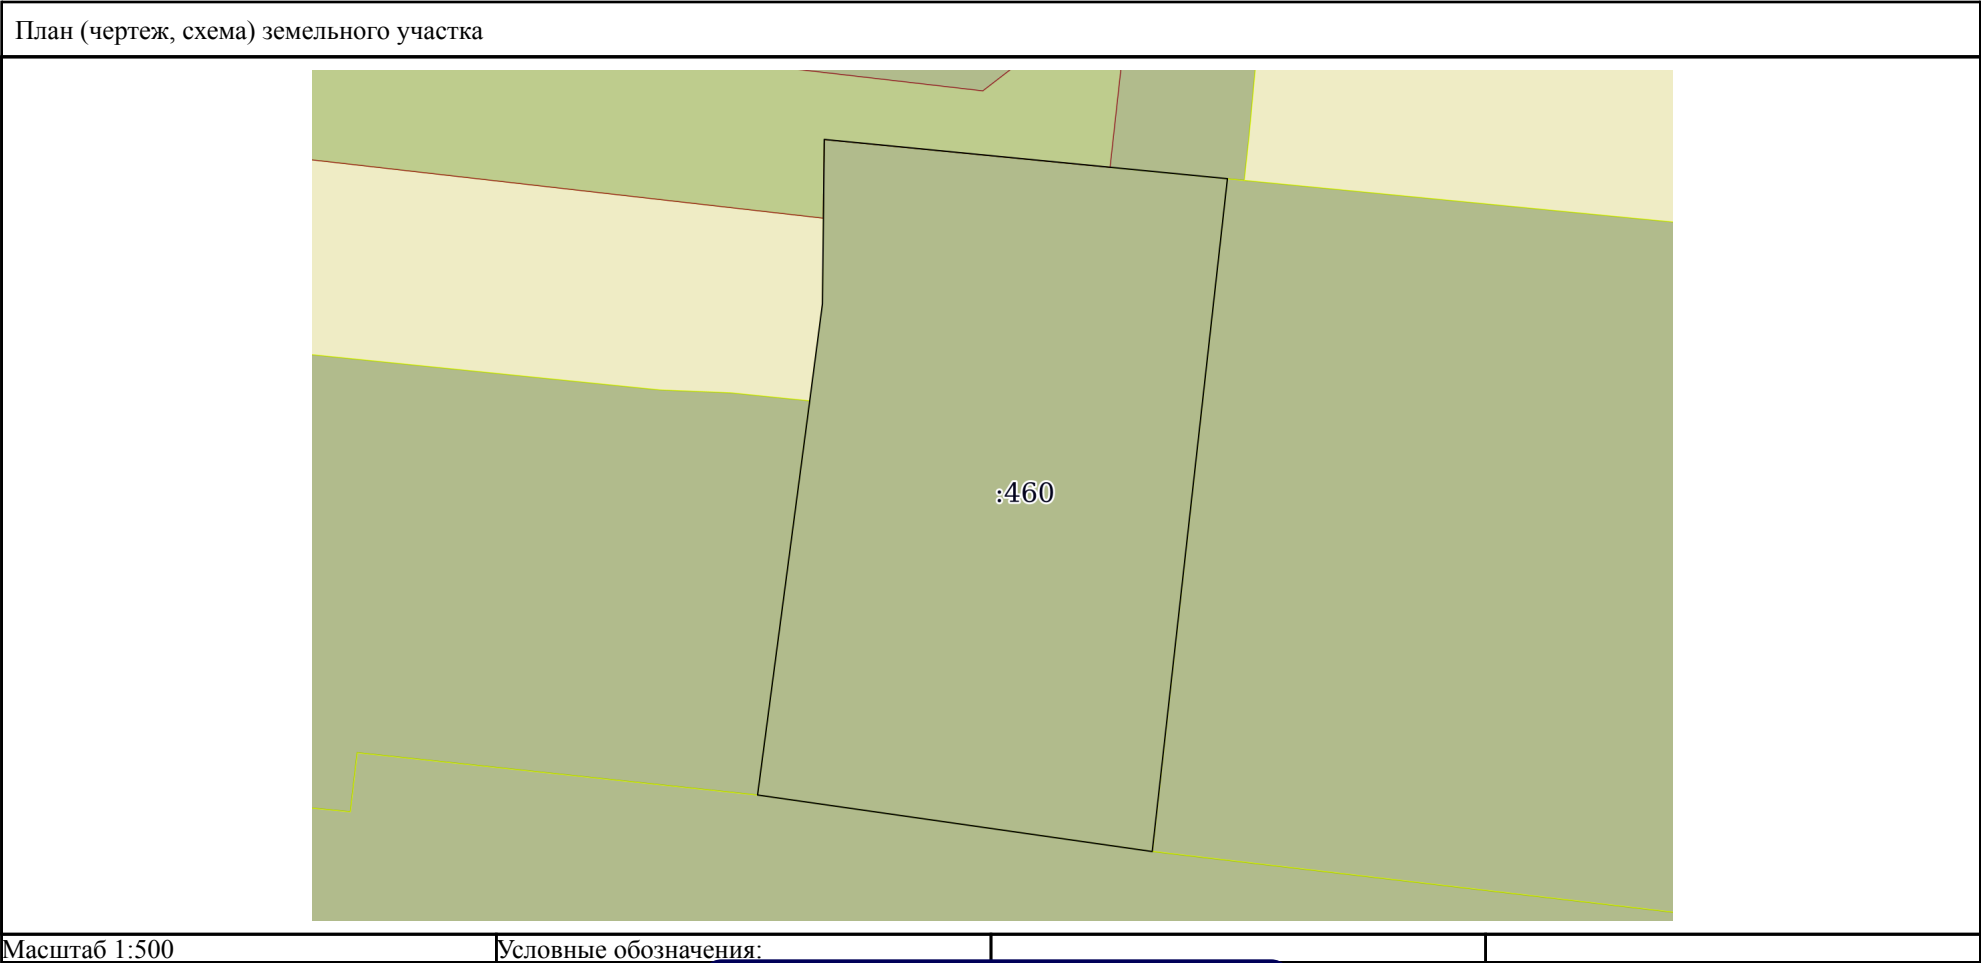 План (чертеж, схема) земельного участка
:460
Масштаб 1:500
Условные обозначения: